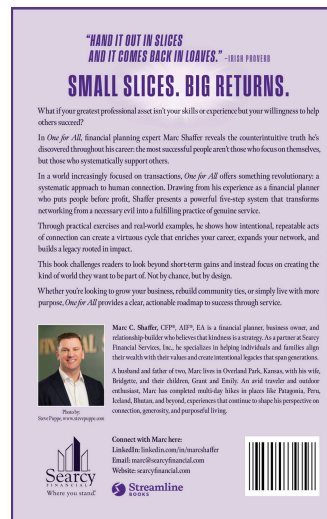 "HAND IT OUT IN SLICES
AND IT COMES BACK IN LOAVES." -IRISH PROVERB
SMALL SLICES. BIG RETURNS.
What if your greatest professional asset isn't your skills or experience but your willingness to help
others succeed?
In One for All, financial planning expert Marc Shaffer reveals the counterintuitive truth he's
discovered throughout his career: the most successful people aren't those who focus on themselves,
but those who systematically support others.
In a world increasingly focused on transactions, One for All offers something revolutionary: a
systematic approach to human connection. Drawing from his experience as a financial planner
who puts people before profit, Shaffer presents a powerful five-step system that transforms
networking from a necessary evil into a fulfilling practice of genuine service.
Through practical exercises and real-world examples, he shows how intentional, repeatable acts
of connection can create a virtuous cycle that enriches your career, expands your network, and
builds a legacy rooted in impact.
This book challenges readers to look beyond short-term gains and instead focus on creating the
kind of world they want to be part of. Not by chance, but by design.
Whether you're looking to grow your business, rebuild community ties, or simply live with more
purpose, One for All provides a clear, actionable roadmap to success through service.
Marc C. Shaffer, CFP®, AIF®, EA is a financial planner, business owner, and
relationship-builder who believes that kindness is a strategy. As a partner at Searcy
Financial Services, Inc., he specializes in helping individuals and families align
their wealth with their values and create intentional legacies that span generations.
A husband and father of two, Marc lives in Overland Park, Kansas, with his wife,
Bridgette, and their children, Grant and Emily. An avid traveler and outdoor
enthusiast, Marc has completed multi-day hikes in places like Patagonia, Peru,
Iceland, Bhutan, and beyond, experiences that continue to shape his perspective on
connection, generosity, and purposeful living.
Photo by:
Steve Puppe, www.stevepuppe.com
Searcy
FINANCIAL
Where you stand.
Connect with Marc here:
LinkedIn: linkedin.com/in/marcshaffer
Email: marc@searcyfinancial.com
Website: searcyfinancial.com
Streamline
BOOKS